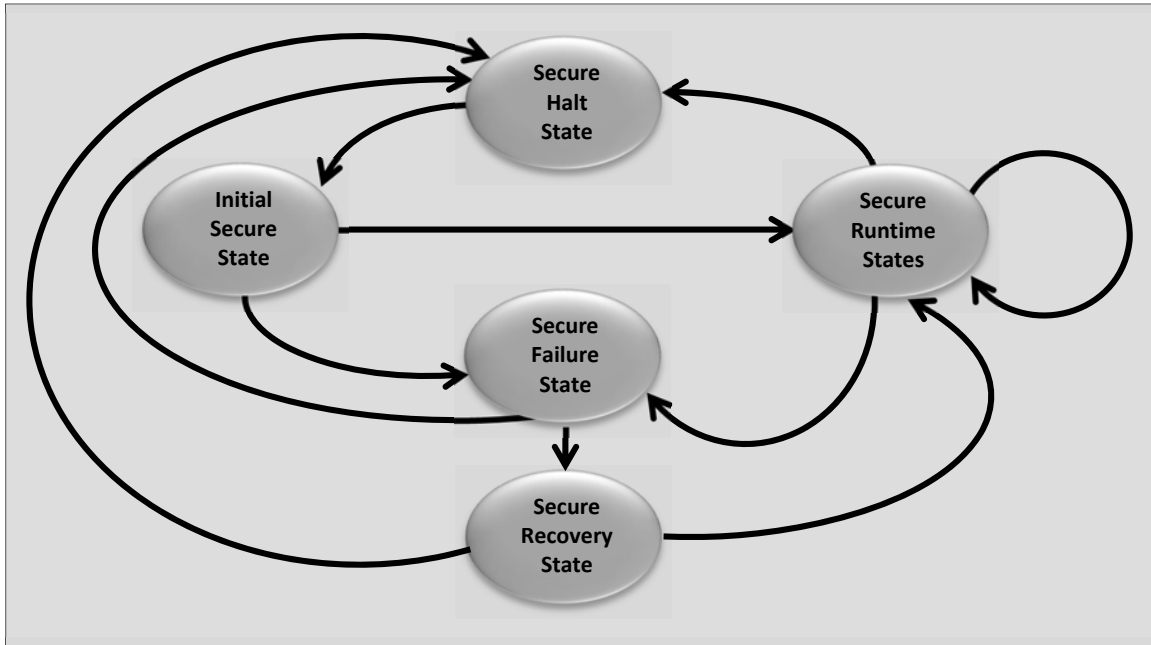 Secure
Halt
State
Initial
Secure
State
Secure
Runtime
States
Secure
Failure
State
Secure
Recovery
State